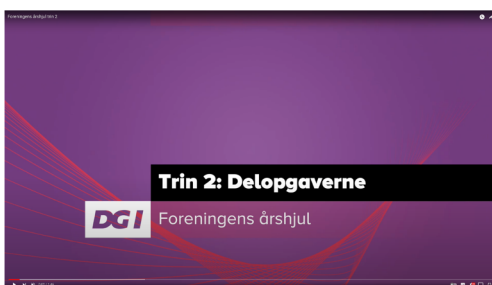 Foreningens årshjul trin 2
Trin 2: Delopgaverne
DGI
Foreningens årshjul